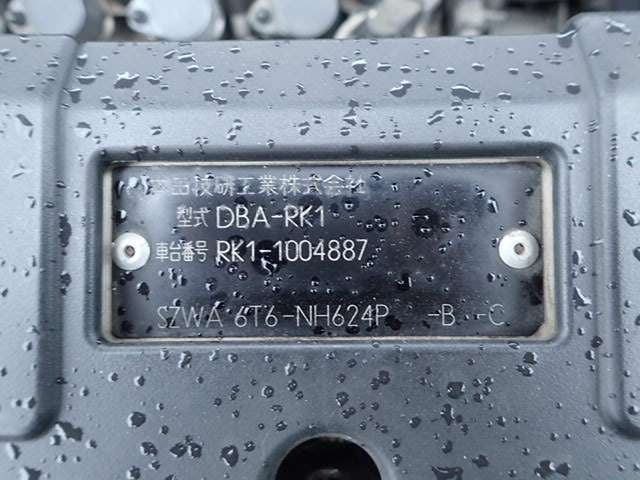 本田技研工業株式会社
型式 DBA-RK1
車台番号 RK1-1004887
SZWA 6T6-NH624P -B -C